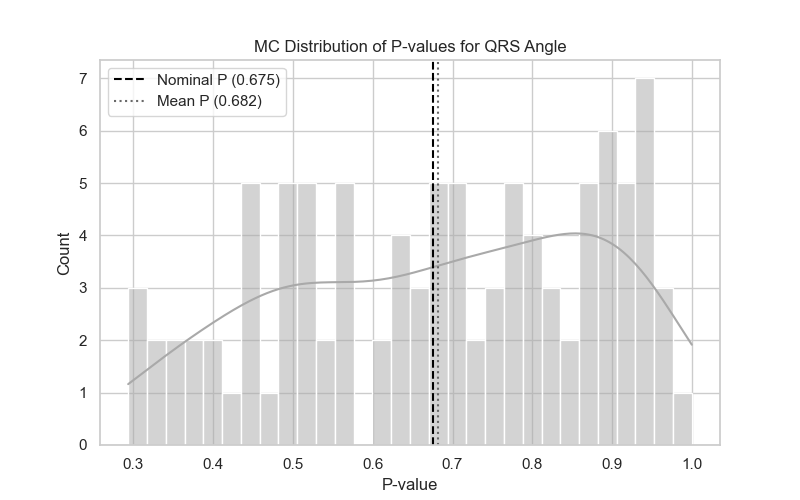 MC Distribution of P-values for QRS Angle
Nominal P (0.675)
Mean P (0.682)
Count
7
6
5
4
3
2
1
0
0.3 0.4 0.5 0.6 0.7 0.8 0.9 1.0
P-value